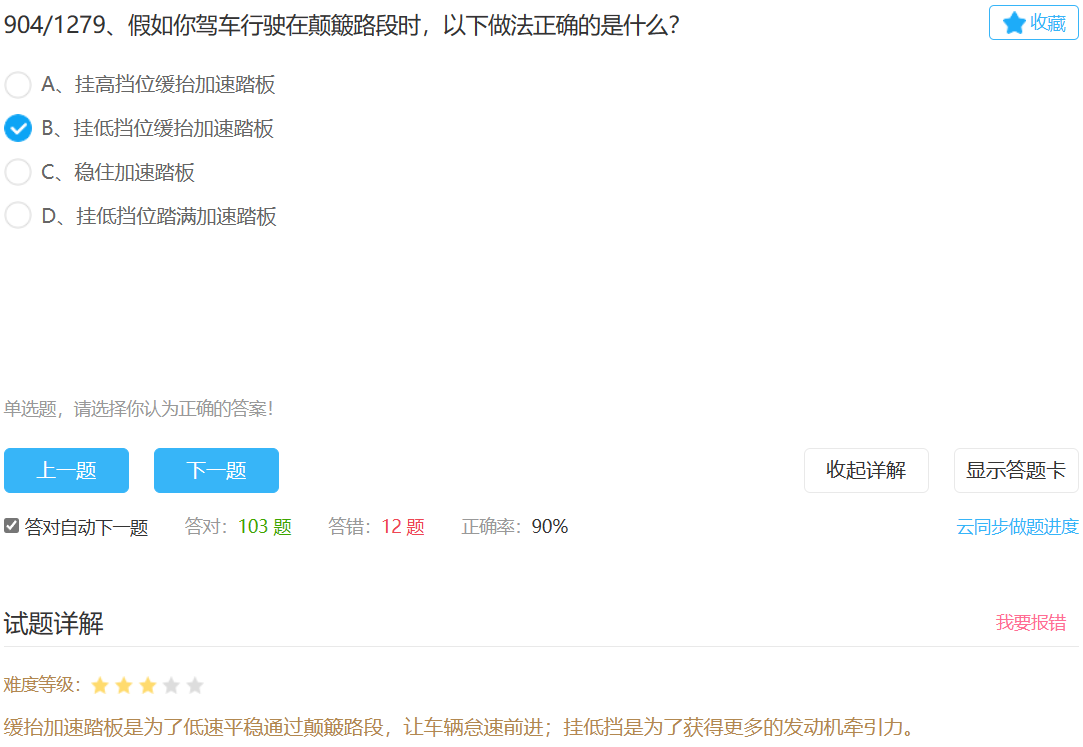 904/1279、假如你驾车行驶在颠簸路段时，以下做法正确的是什么？
收藏
A、挂高挡位缓抬加速踏板
B、挂低挡位缓抬加速踏板
C、稳住加速踏板
D、挂低挡位踏满加速踏板
单选题，请选择你认为正确的答案！
上一题 下一题 收起详解 显示答题卡
答对自动下一题 答对：103 题 答错：12 题 正确率：90% 云同步做题进度
试题详解 我要报错
难度等级：
缓抬加速踏板是为了低速平稳通过颠簸路段，让车辆怠速前进；挂低挡是为了获得更多的发动机牵引力。